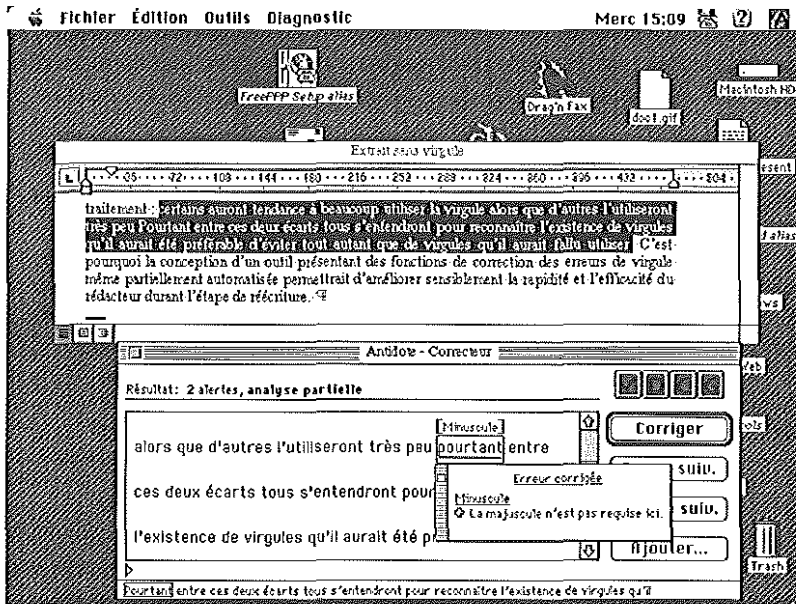 Fichier Édition Outils Diagnostic Merc 15:09
FreePPP Setup alias
Drag'n Fax
doc1.gif
Macintosh HD
Extrait sans virgule
traitement : certains auront tendance à beaucoup utiliser la virgule alors que d'autres l'utiliseront
très peu Pourtant entre ces deux écarts tous s'entendront pour reconnaître l'existence de virgules
qu'il aurait été préférable d'éviter tout autant que de virgules qu'il aurait fallu utiliser C'est
pourquoi la conception d'un outil présentant des fonctions de correction des erreurs de virgule
même partiellement automatisée permettrait d'améliorer sensiblement la rapidité et l'efficacité du
rédacteur durant l'étape de réécriture.
Antidote - Correcteur
Résultat: 2 alertes, analyse partielle
Minuscule
alors que d'autres l'utiliseront très peu pourtant entre
ces deux écarts tous s'entendront pour
l'existence de virgules qu'il aurait été p
Erreur corrigée
Minuscule
La majuscule n'est pas requise ici.
Corriger
suiv.
suiv.
Ajouter...
Trash
Pourtant entre ces deux écarts tous s'entendront pour reconnaître l'existence de virgules qu'il